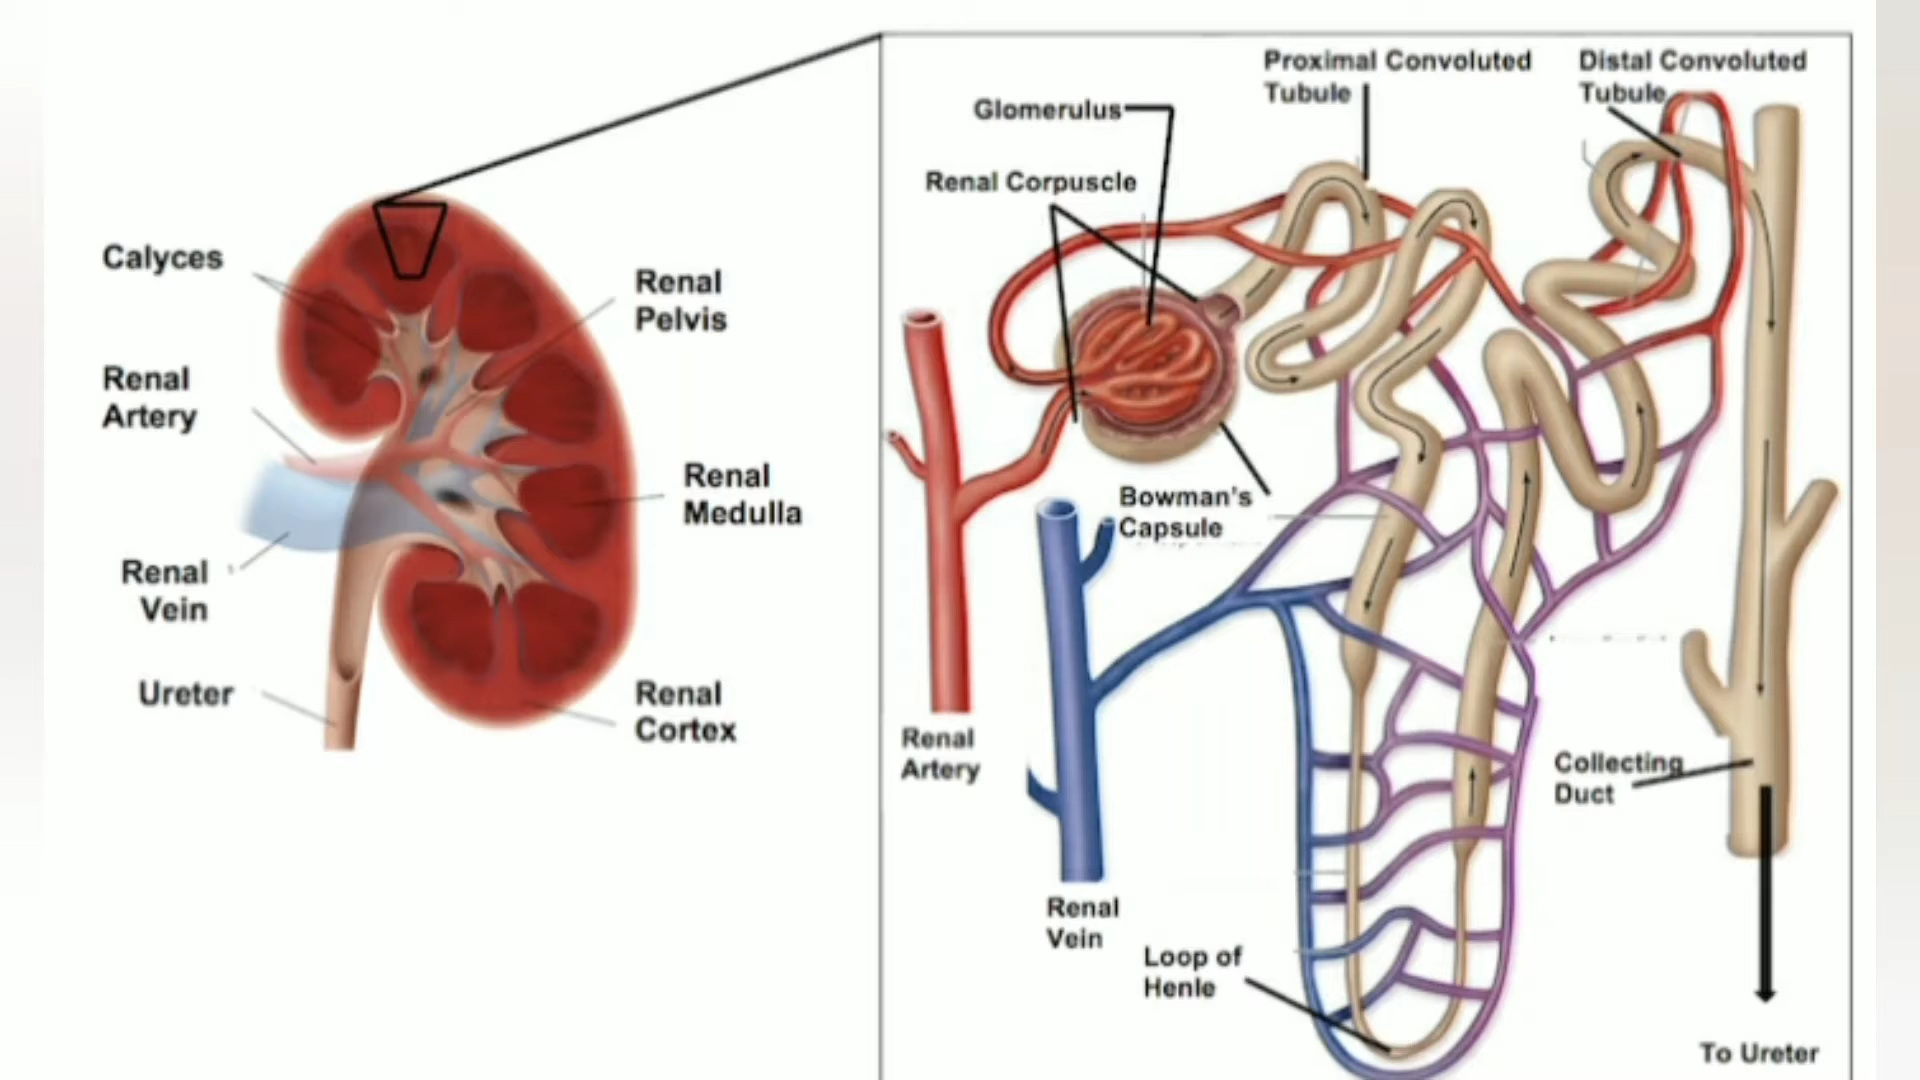 Calyces
Renal
Artery
Renal
Vein
Ureter
Renal
Pelvis
Renal
Medulla
Renal
Cortex
Proximal Convoluted
Tubule
Distal Convoluted
Tubule
Glomerulus
Renal Corpuscle
Bowman's
Capsule
Renal
Artery
Renal
Vein
Loop of
Henle
Collecting
Duct
To Ureter